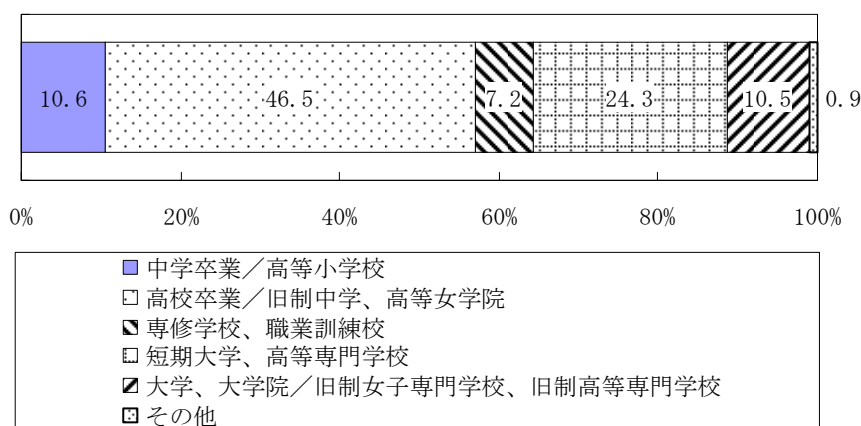 10.6 46.5 7.2 24.3 10.5 0.9
0% 20% 40% 60% 80% 100%
中学卒業／高等小学校
高校卒業／旧制中学、高等女学院
専修学校、職業訓練校
短期大学、高等専門学校
大学、大学院／旧制女子専門学校、旧制高等専門学校
その他